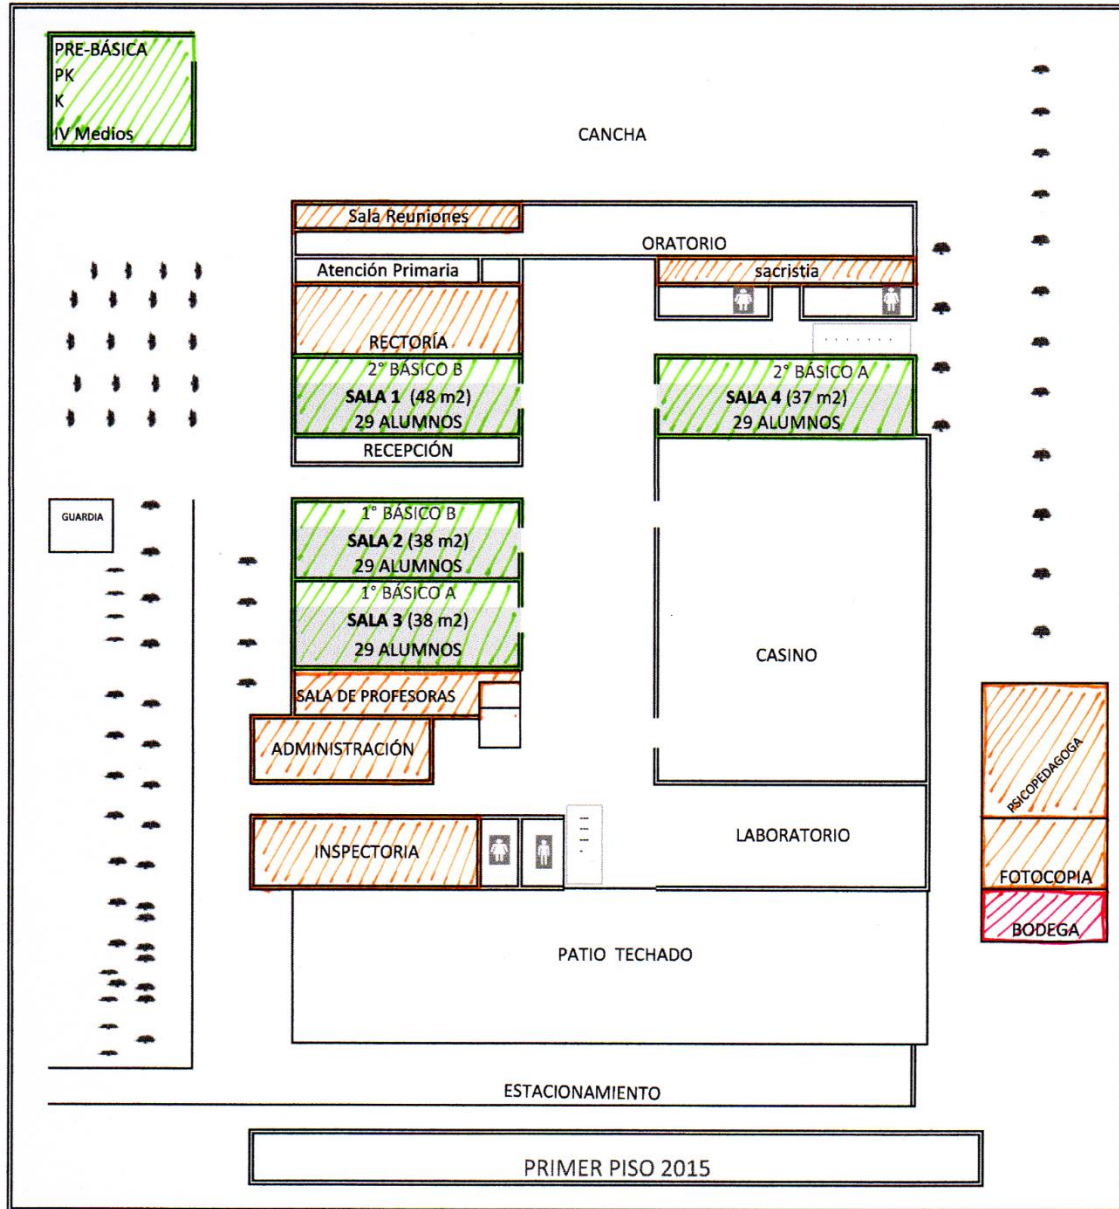 PRE-BÁSICA
PK
K
IV Medios
CANCHA
Sala Reuniones
ORATORIO
Atención Primaria
sacristia
RECTORÍA
2° BÁSICO B
SALA 1 (48 m2)
29 ALUMNOS
2° BÁSICO A
SALA 4 (37 m2)
29 ALUMNOS
RECEPCIÓN
GUARDIA
1° BÁSICO B
SALA 2 (38 m2)
29 ALUMNOS
1° BÁSICO A
SALA 3 (38 m2)
29 ALUMNOS
CASINO
SALA DE PROFESORAS
ADMINISTRACIÓN
PSICOPEDAGOGA
INSPECTORIA
LABORATORIO
FOTOCOPIA
BODEGA
PATIO TECHADO
ESTACIONAMIENTO
PRIMER PISO 2015